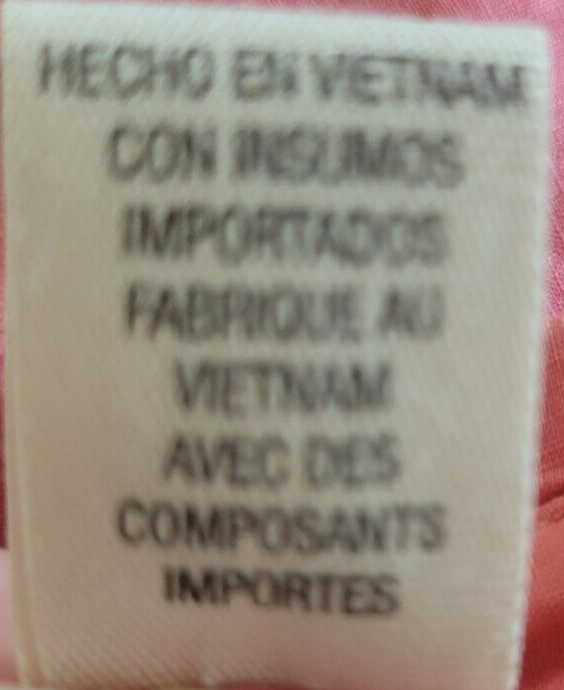 HECHO EN VIETNAM
CON INSUMOS
IMPORTADOS
FABRIQUE AU
VIETNAM
AVEC DES
COMPOSANTS
IMPORTES